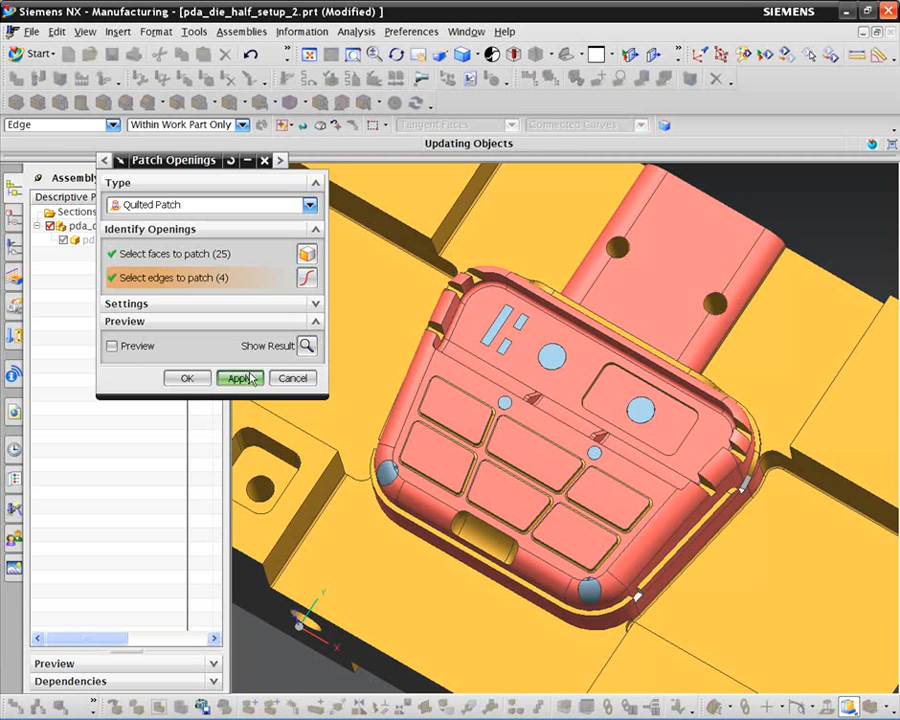 Siemens NX - Manufacturing - [pda_die_half_setup_2.prt (Modified) ]
SIEMENS
File Edit View Insert Format Tools Assemblies Information Analysis Preferences Window Help
Start
Edge
Within Work Part Only
Tangent Faces
Connected Curves
Updating Objects
Patch Openings
Assembly
Descriptive P
Sections
pda_d
pd
Type
Quilted Patch
Identify Openings
Select faces to patch (25)
Select edges to patch (4)
Settings
Preview
Preview
Show Result
OK
Apply
Cancel
Y
X
Preview
Dependencies